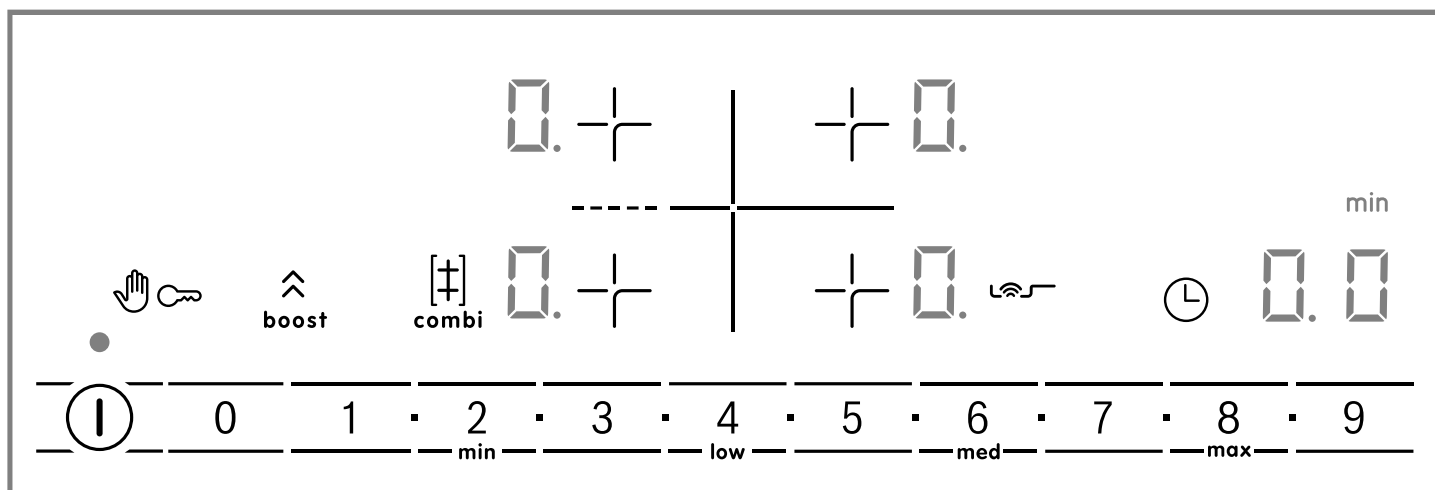 0. 0.
min
0. 0. 0. 0
boost combi
0 1 · 2 · 3 · 4 · 5 · 6 · 7 · 8 · 9
min low med max